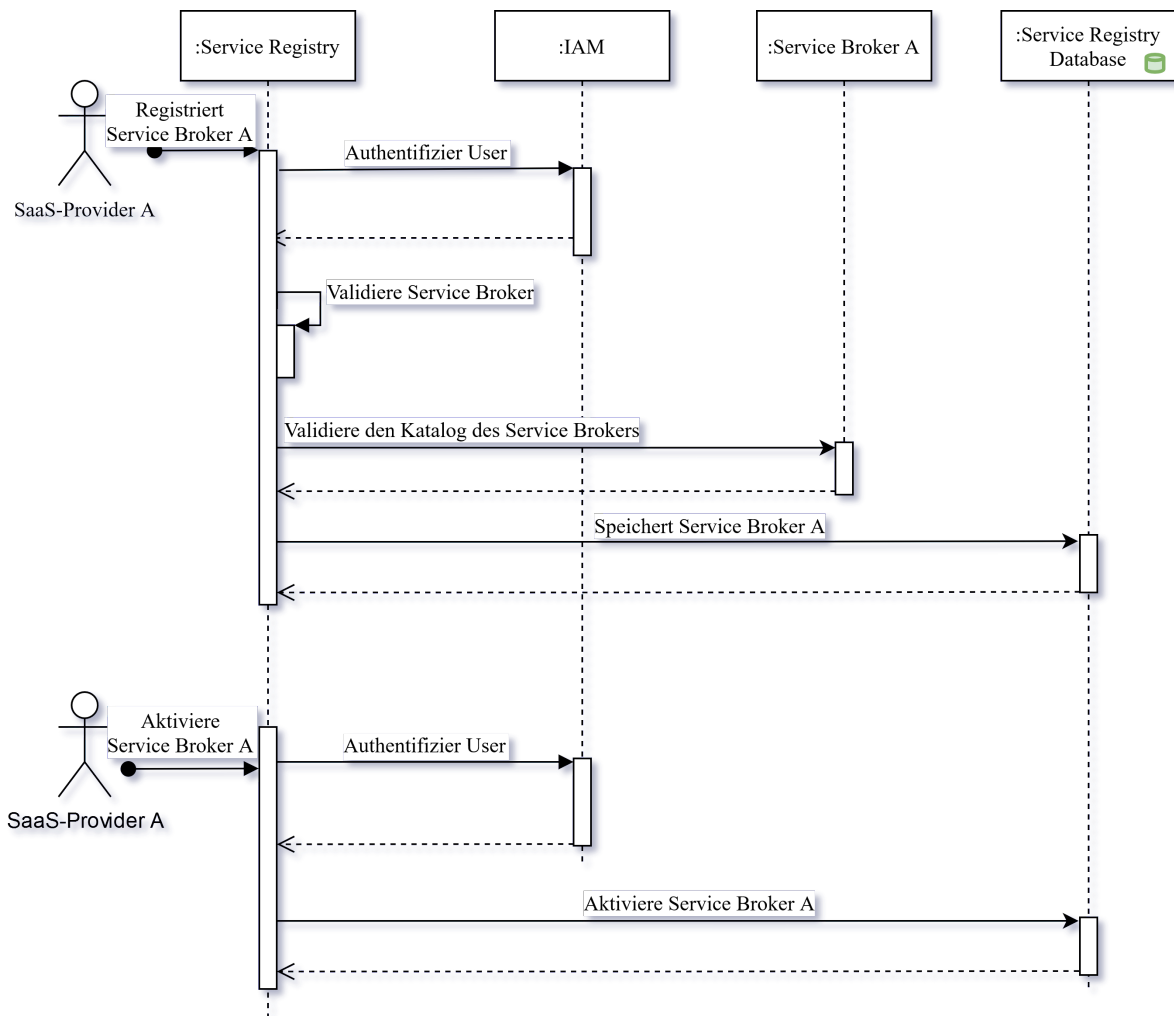 :Service Registry
:IAM
:Service Broker A
:Service Registry
Database
Registriert
Service Broker A
SaaS-Provider A
Authentifizier User
Validiere Service Broker
Validiere den Katalog des Service Brokers
Speichert Service Broker A
Aktiviere
Service Broker A
SaaS-Provider A
Authentifizier User
Aktiviere Service Broker A